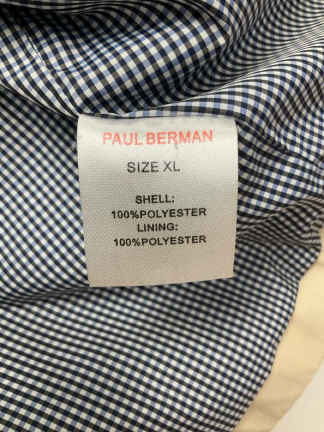 PAUL BERMAN
SIZE XL
SHELL:
100%POLYESTER
LINING:
100%POLYESTER